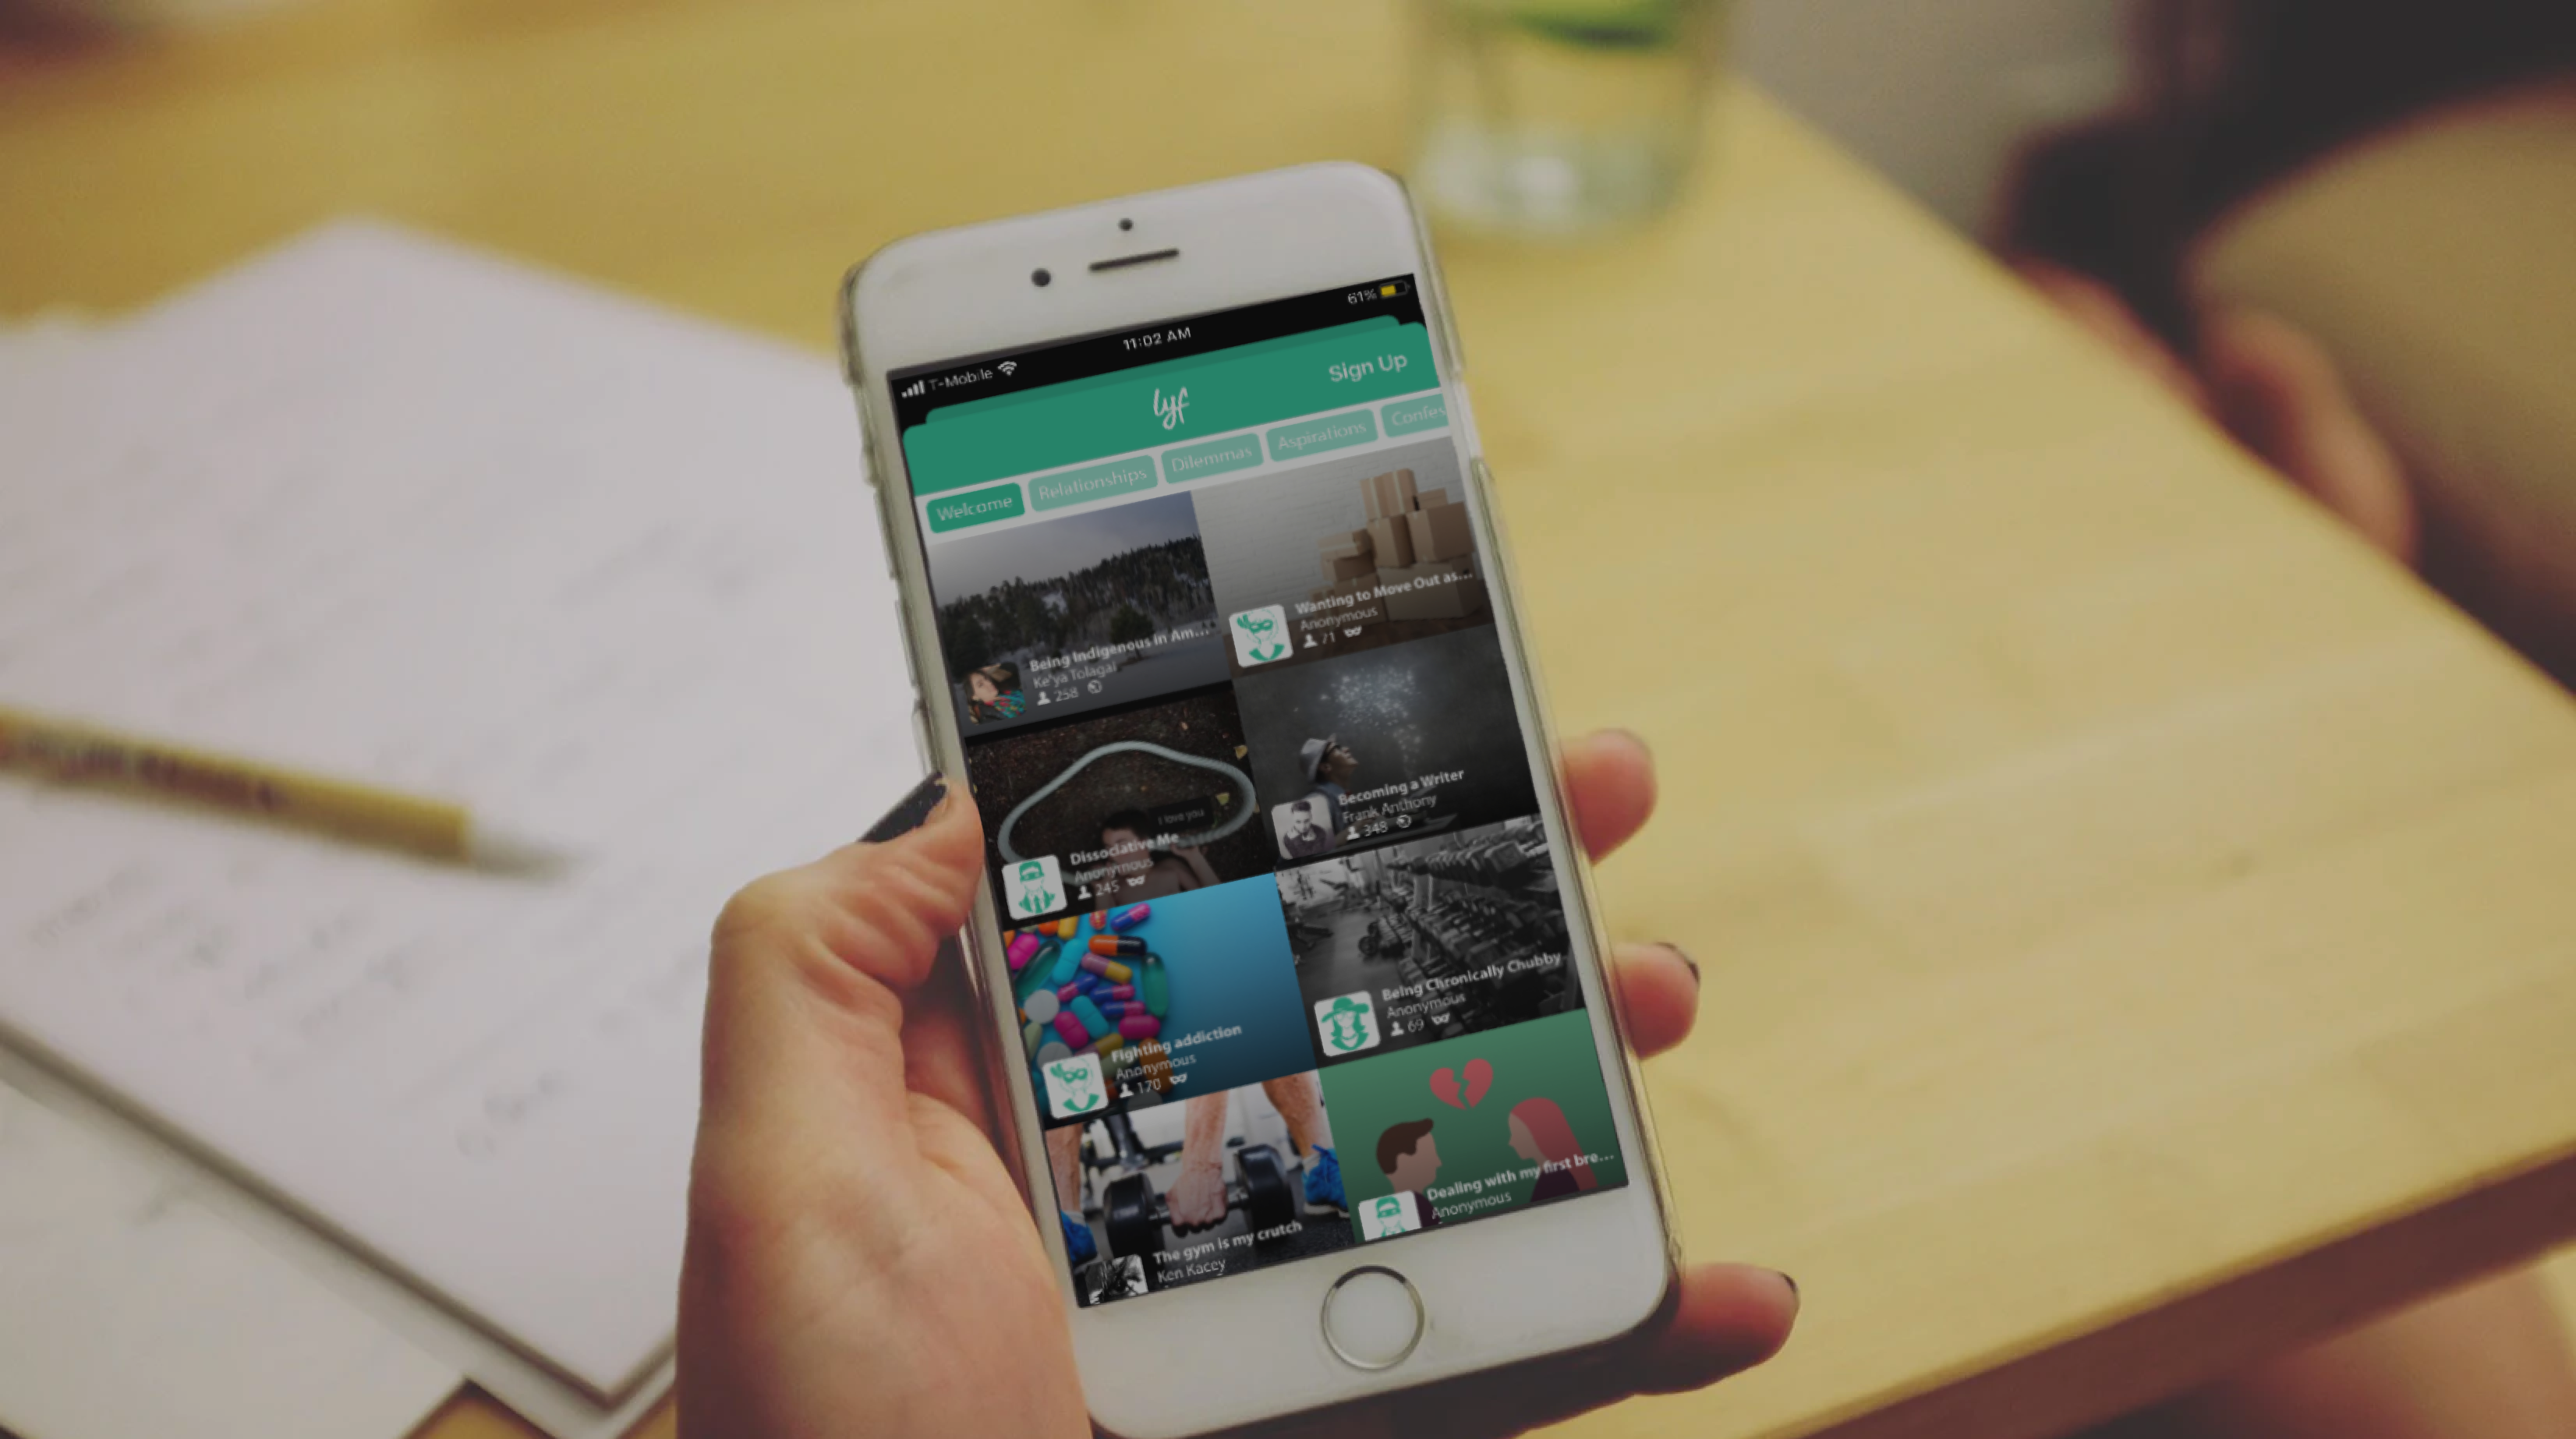 T-Mobile
11:02 AM
61%
lyf
Sign Up
Welcome
Relationships
Dilemmas
Aspirations
Confes
Being Indigenous in Am...
Ke'ya Tolagai
258
Wanting to Move Out as...
Anonymous
71
I love you
Dissociative Me
Anonymous
245
Becoming a Writer
Frank Anthony
348
Fighting addiction
Anonymous
170
Being Chronically Chubby
Anonymous
69
The gym is my crutch
Ken Kacey
Dealing with my first bre...
Anonymous